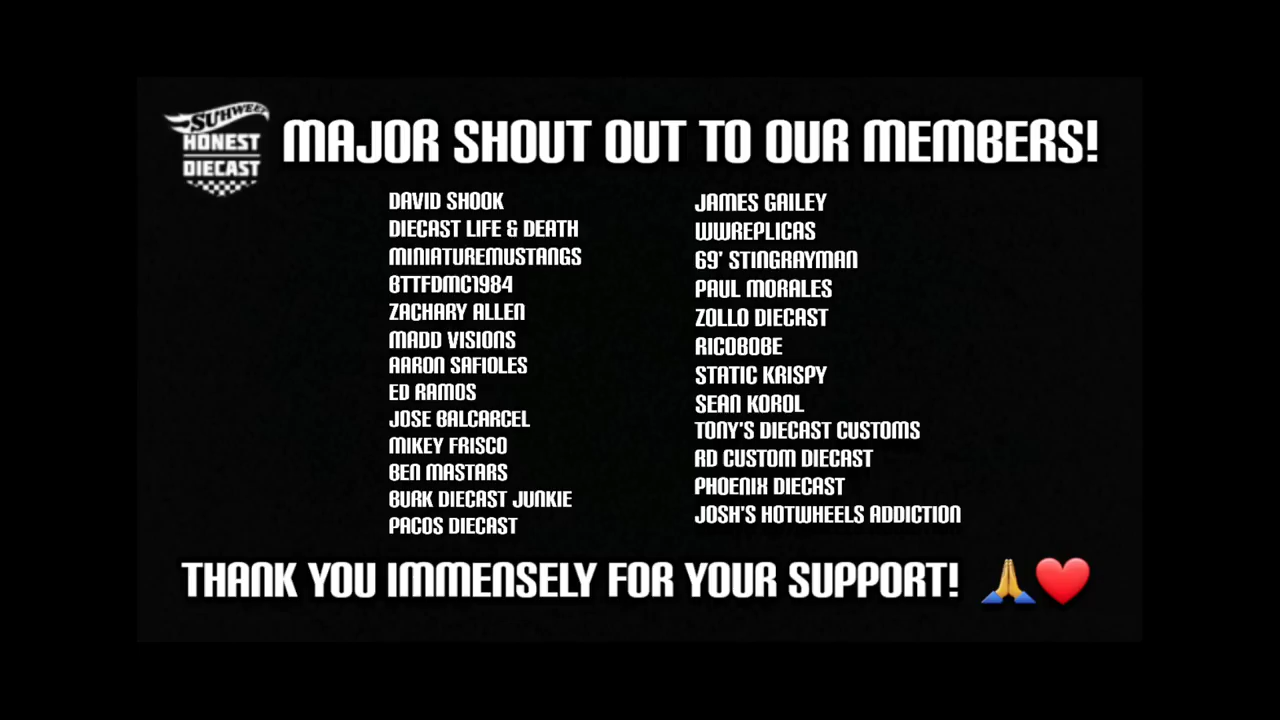 SUHWEET
HONEST
DIECAST
MAJOR SHOUT OUT TO OUR MEMBERS!
DAVID SHOOK
DIECAST LIFE & DEATH
MINIATUREMUSTANGS
BTTFDMC1984
ZACHARY ALLEN
MADD VISIONS
AARON SAFIOLES
ED RAMOS
JOSE BALCARCEL
MIKEY FRISCO
BEN MASTARS
BURK DIECAST JUNKIE
PACOS DIECAST
JAMES GAILEY
WWREPLICAS
69' STINGRAYMAN
PAUL MORALES
ZOLLO DIECAST
RICOBOBE
STATIC KRISPY
SEAN KOROL
TONY'S DIECAST CUSTOMS
RD CUSTOM DIECAST
PHOENIX DIECAST
JOSH'S HOTWHEELS ADDICTION
THANK YOU IMMENSELY FOR YOUR SUPPORT! 🙏❤️